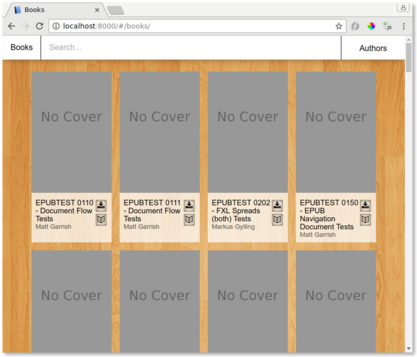 Books
localhost:8000/#/books/
Books
Search...
Authors
No Cover
No Cover
No Cover
No Cover
EPUBTEST 0110
- Document Flow
Tests
Matt Garrish
EPUBTEST 0111
- Document Flow
Tests
Matt Garrish
EPUBTEST 0202
- FXL Spreads
(both) Tests
Markus Gylling
EPUBTEST 0150
- EPUB
Navigation
Document Tests
Matt Garrish
No Cover
No Cover
No Cover
No Cover